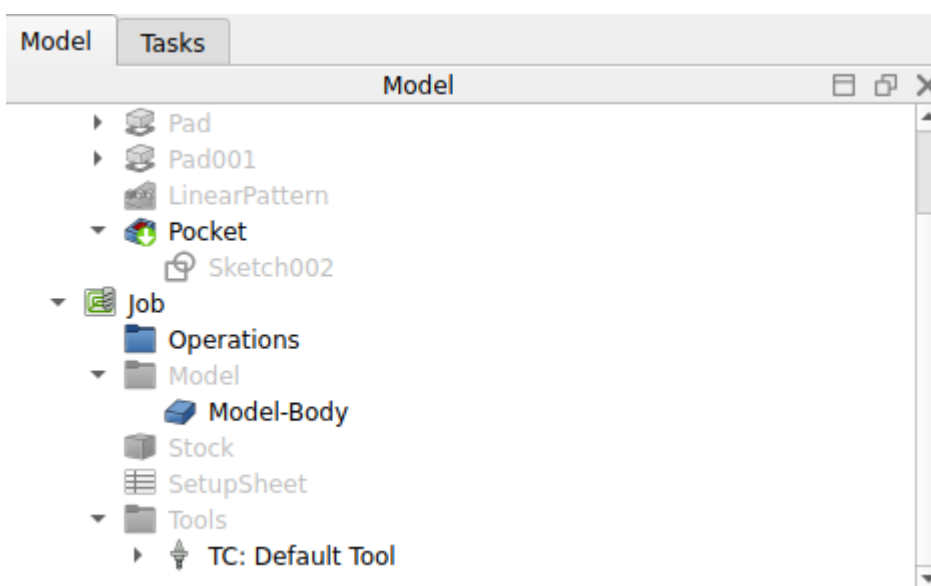 Model Tasks
Model
Pad
Pad001
LinearPattern
Pocket
Sketch002
Job
Operations
Model
Model-Body
Stock
SetupSheet
Tools
TC: Default Tool